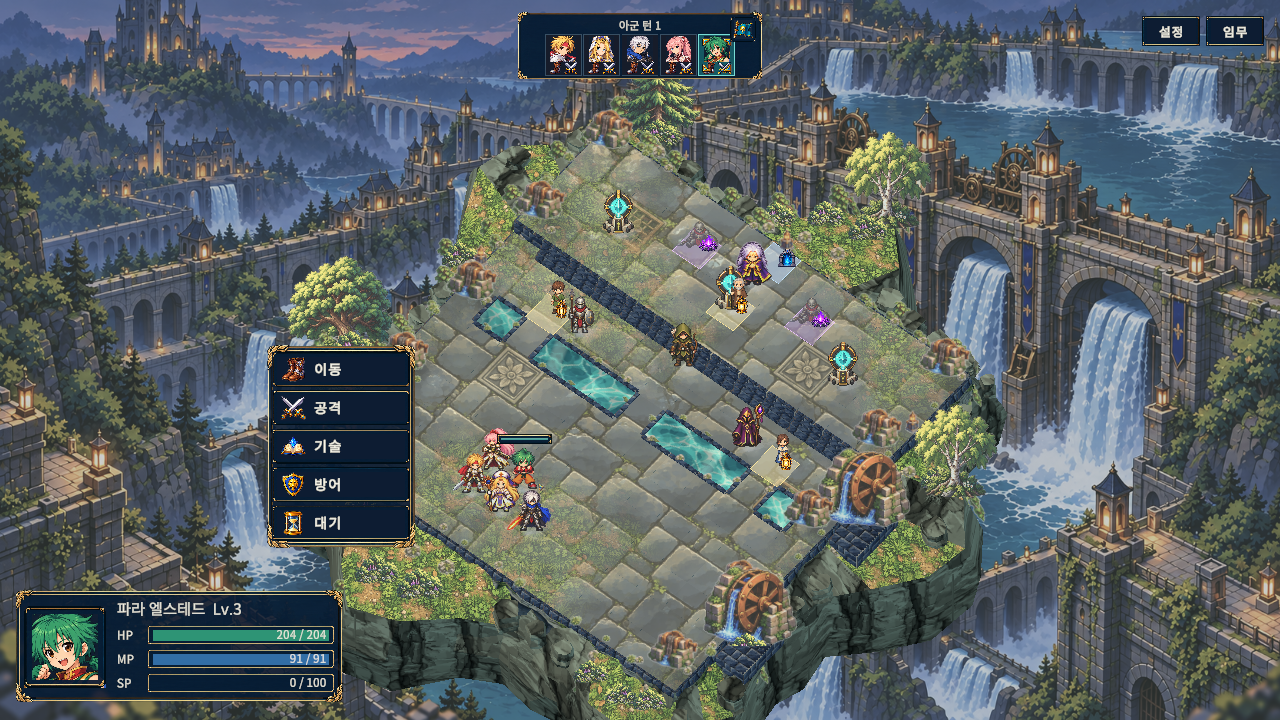 아군 턴 1
설정
임무
이동
공격
기술
방어
대기
파라 엘스테드 Lv.3
HP 204 / 204
MP 91 / 91
SP 0 / 100